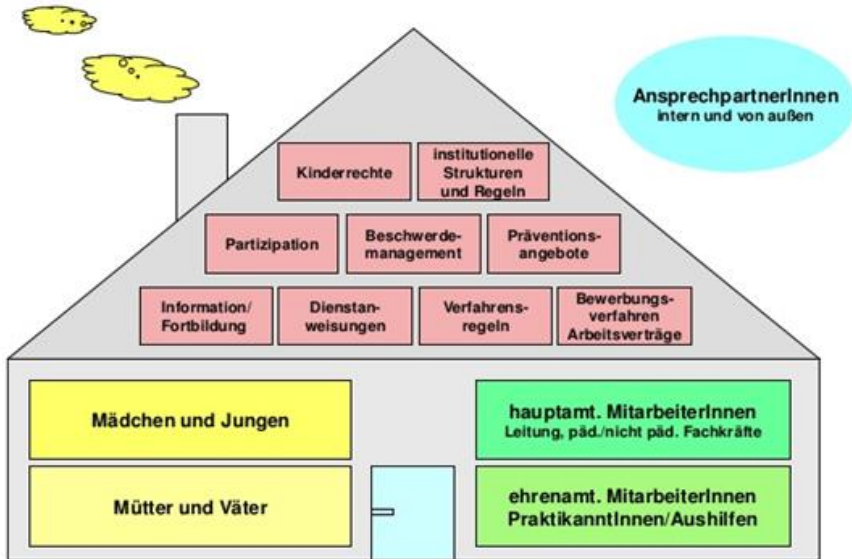 AnsprechpartnerInnen
intern und von außen
Kinderrechte
institutionelle
Strukturen
und Regeln
Partizipation
Beschwerde-
management
Präventions-
angebote
Information/
Fortbildung
Dienstan-
weisungen
Verfahrens-
regeln
Bewerbungs-
verfahren
Arbeitsverträge
Mädchen und Jungen
hauptamt. MitarbeiterInnen
Leitung, päd./nicht päd. Fachkräfte
Mütter und Väter
ehrenamt. MitarbeiterInnen
PraktikanntInnen/Aushilfen